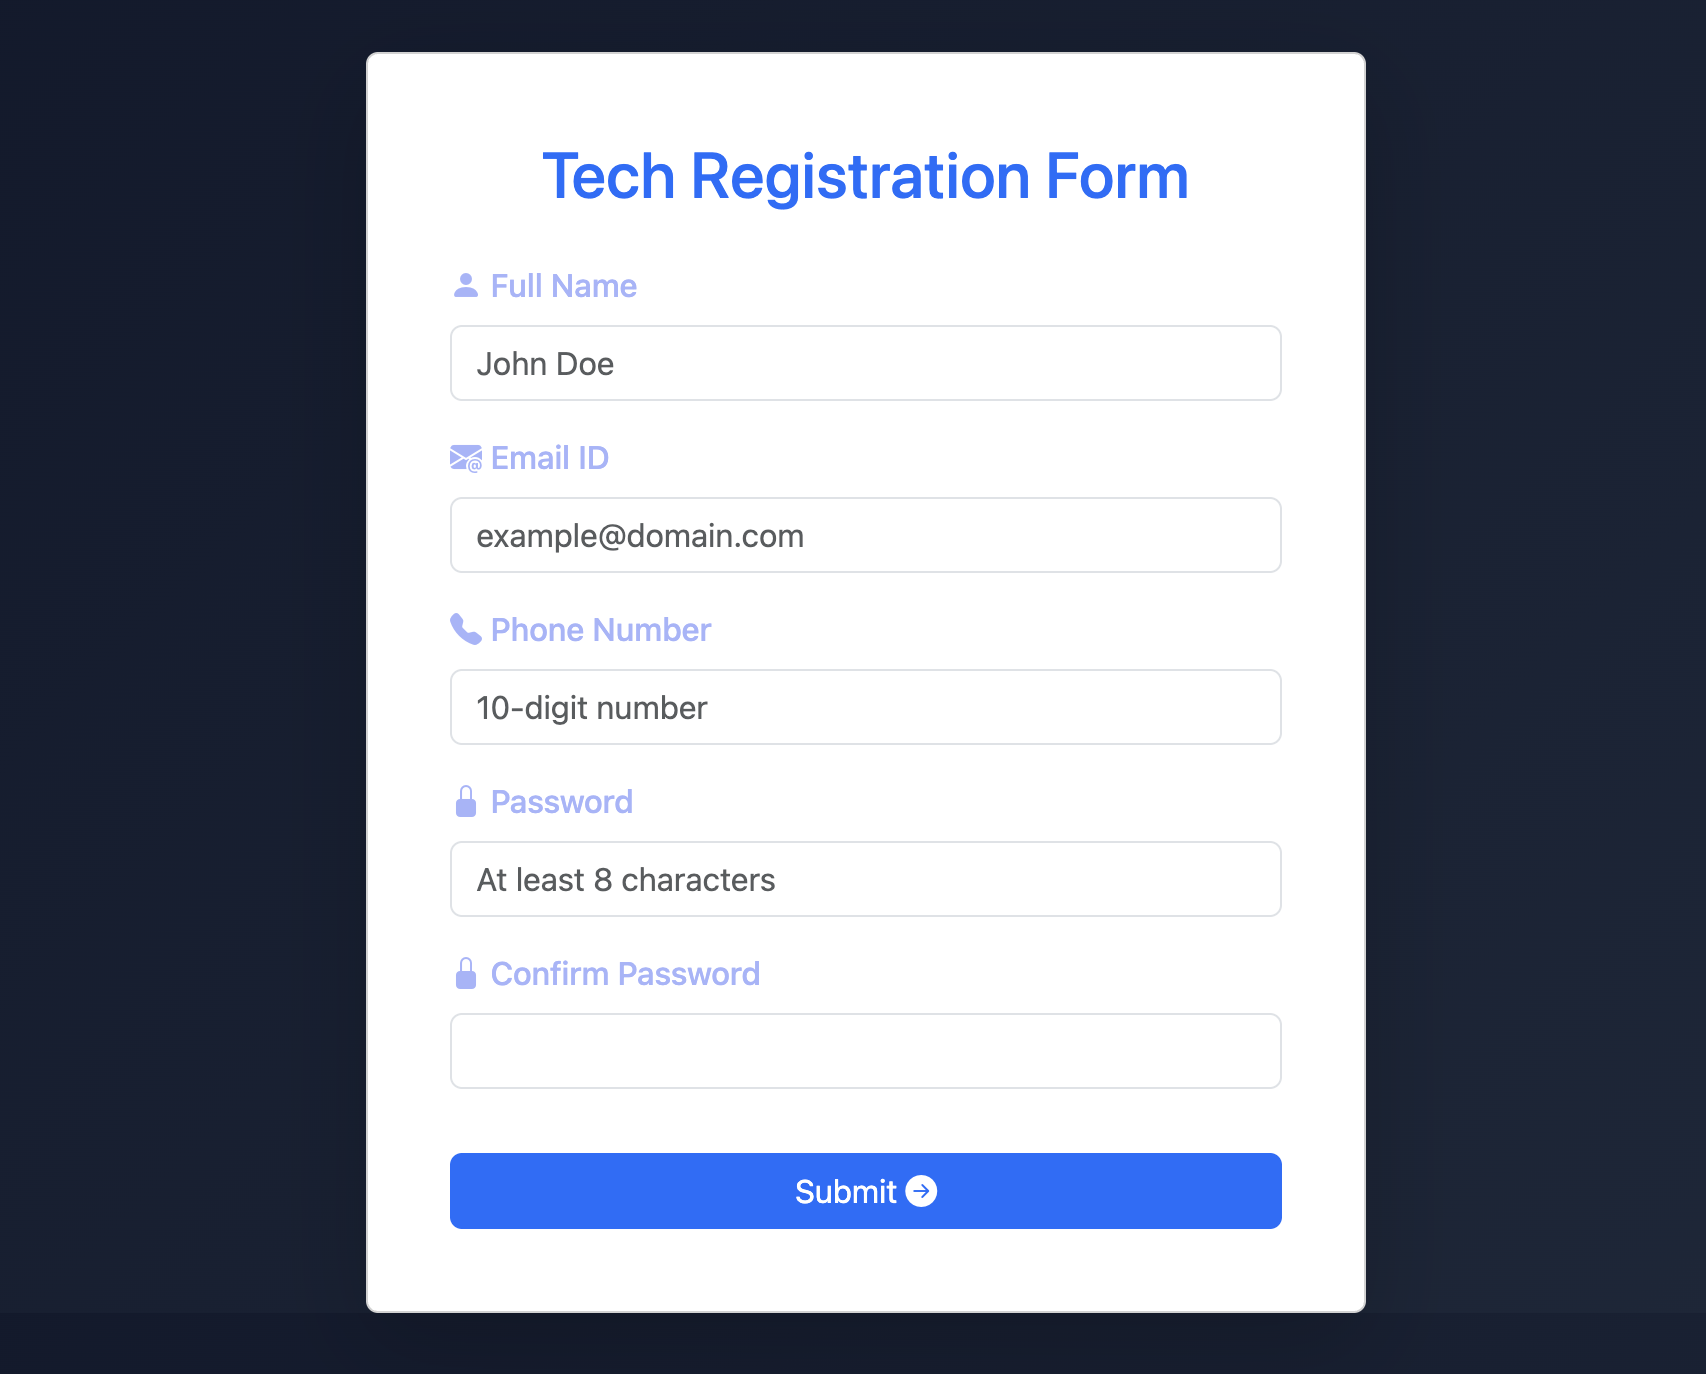 Tech Registration Form
Full Name
John Doe
Email ID
example@domain.com
Phone Number
10-digit number
Password
At least 8 characters
Confirm Password
Submit